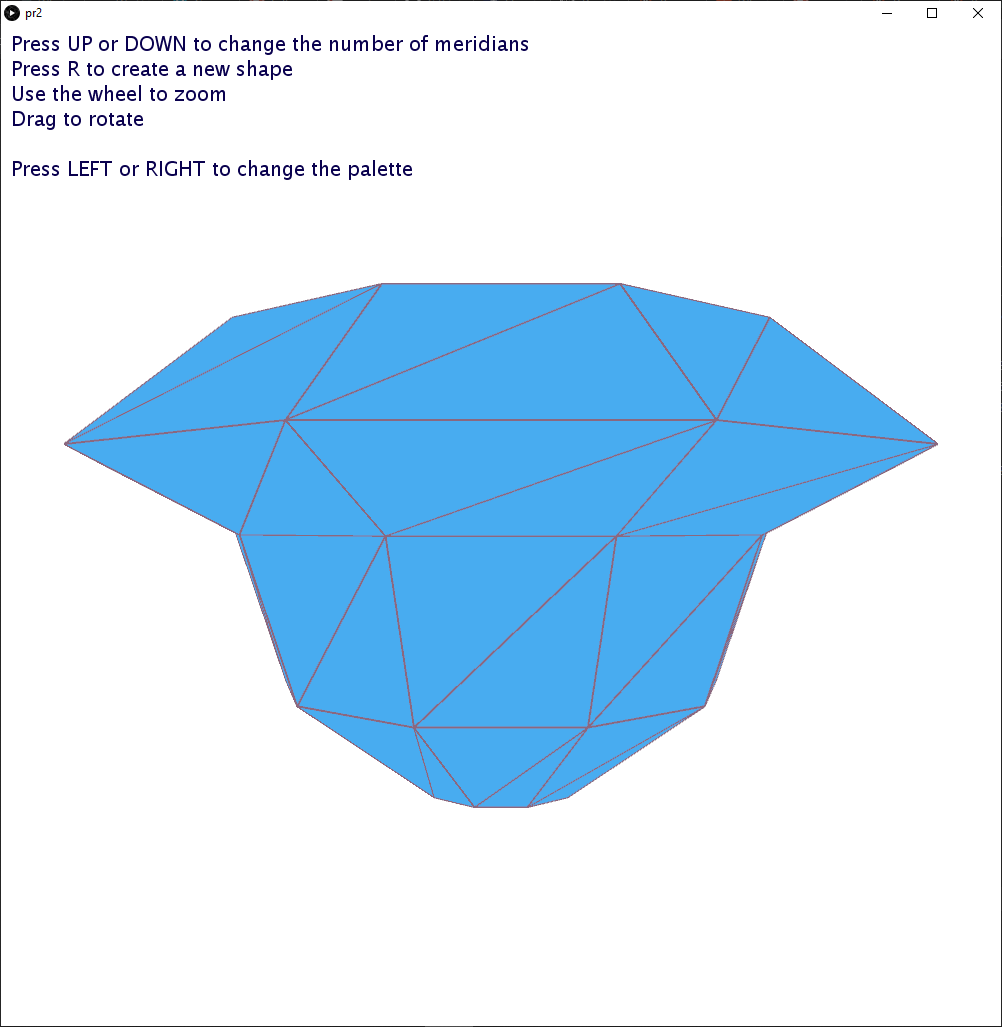 pr2
Press UP or DOWN to change the number of meridians
Press R to create a new shape
Use the wheel to zoom
Drag to rotate
Press LEFT or RIGHT to change the palette